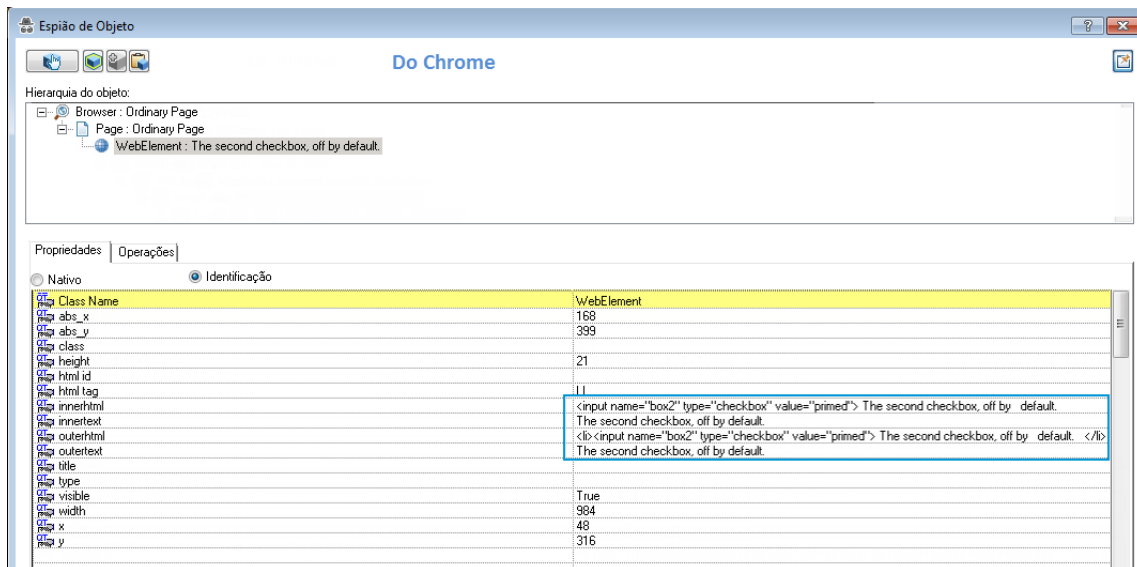 Espião de Objeto
Do Chrome
Hierarquia do objeto:
Browser : Ordinary Page
Page : Ordinary Page
WebElement : The second checkbox, off by default.
Propriedades Operações
Nativo Identificação
Class Name WebElement
abs_x 168
abs_y 399
class
height 21
html id
html tag LI
innerhtml <input name="box2" type="checkbox" value="primed"> The second checkbox, off by default.
innertext The second checkbox, off by default.
outerhtml <li><input name="box2" type="checkbox" value="primed"> The second checkbox, off by default. </li>
outertext The second checkbox, off by default.
title
type
visible True
width 984
x 48
y 316